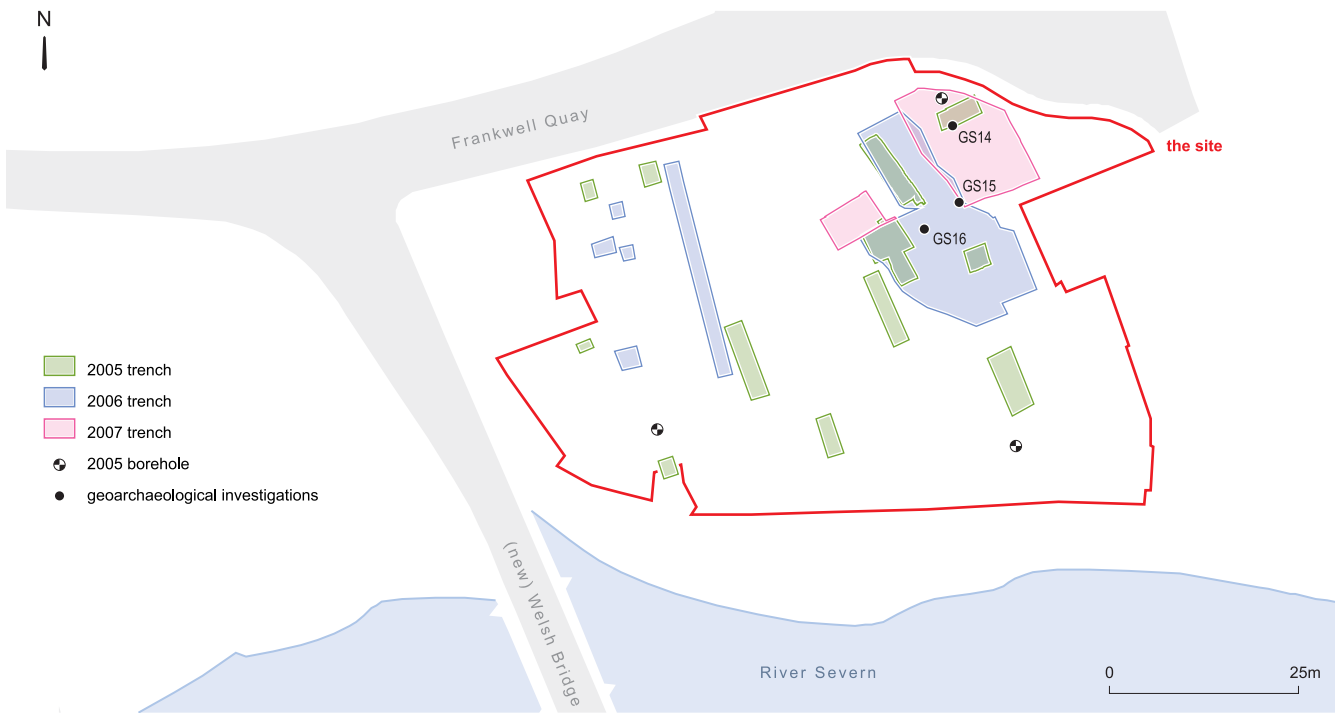 N
Frankwell Quay
the site
GS14
GS15
GS16
2005 trench
2006 trench
2007 trench
2005 borehole
geoarchaeological investigations
(new) Welsh Bridge
River Severn
0 25m